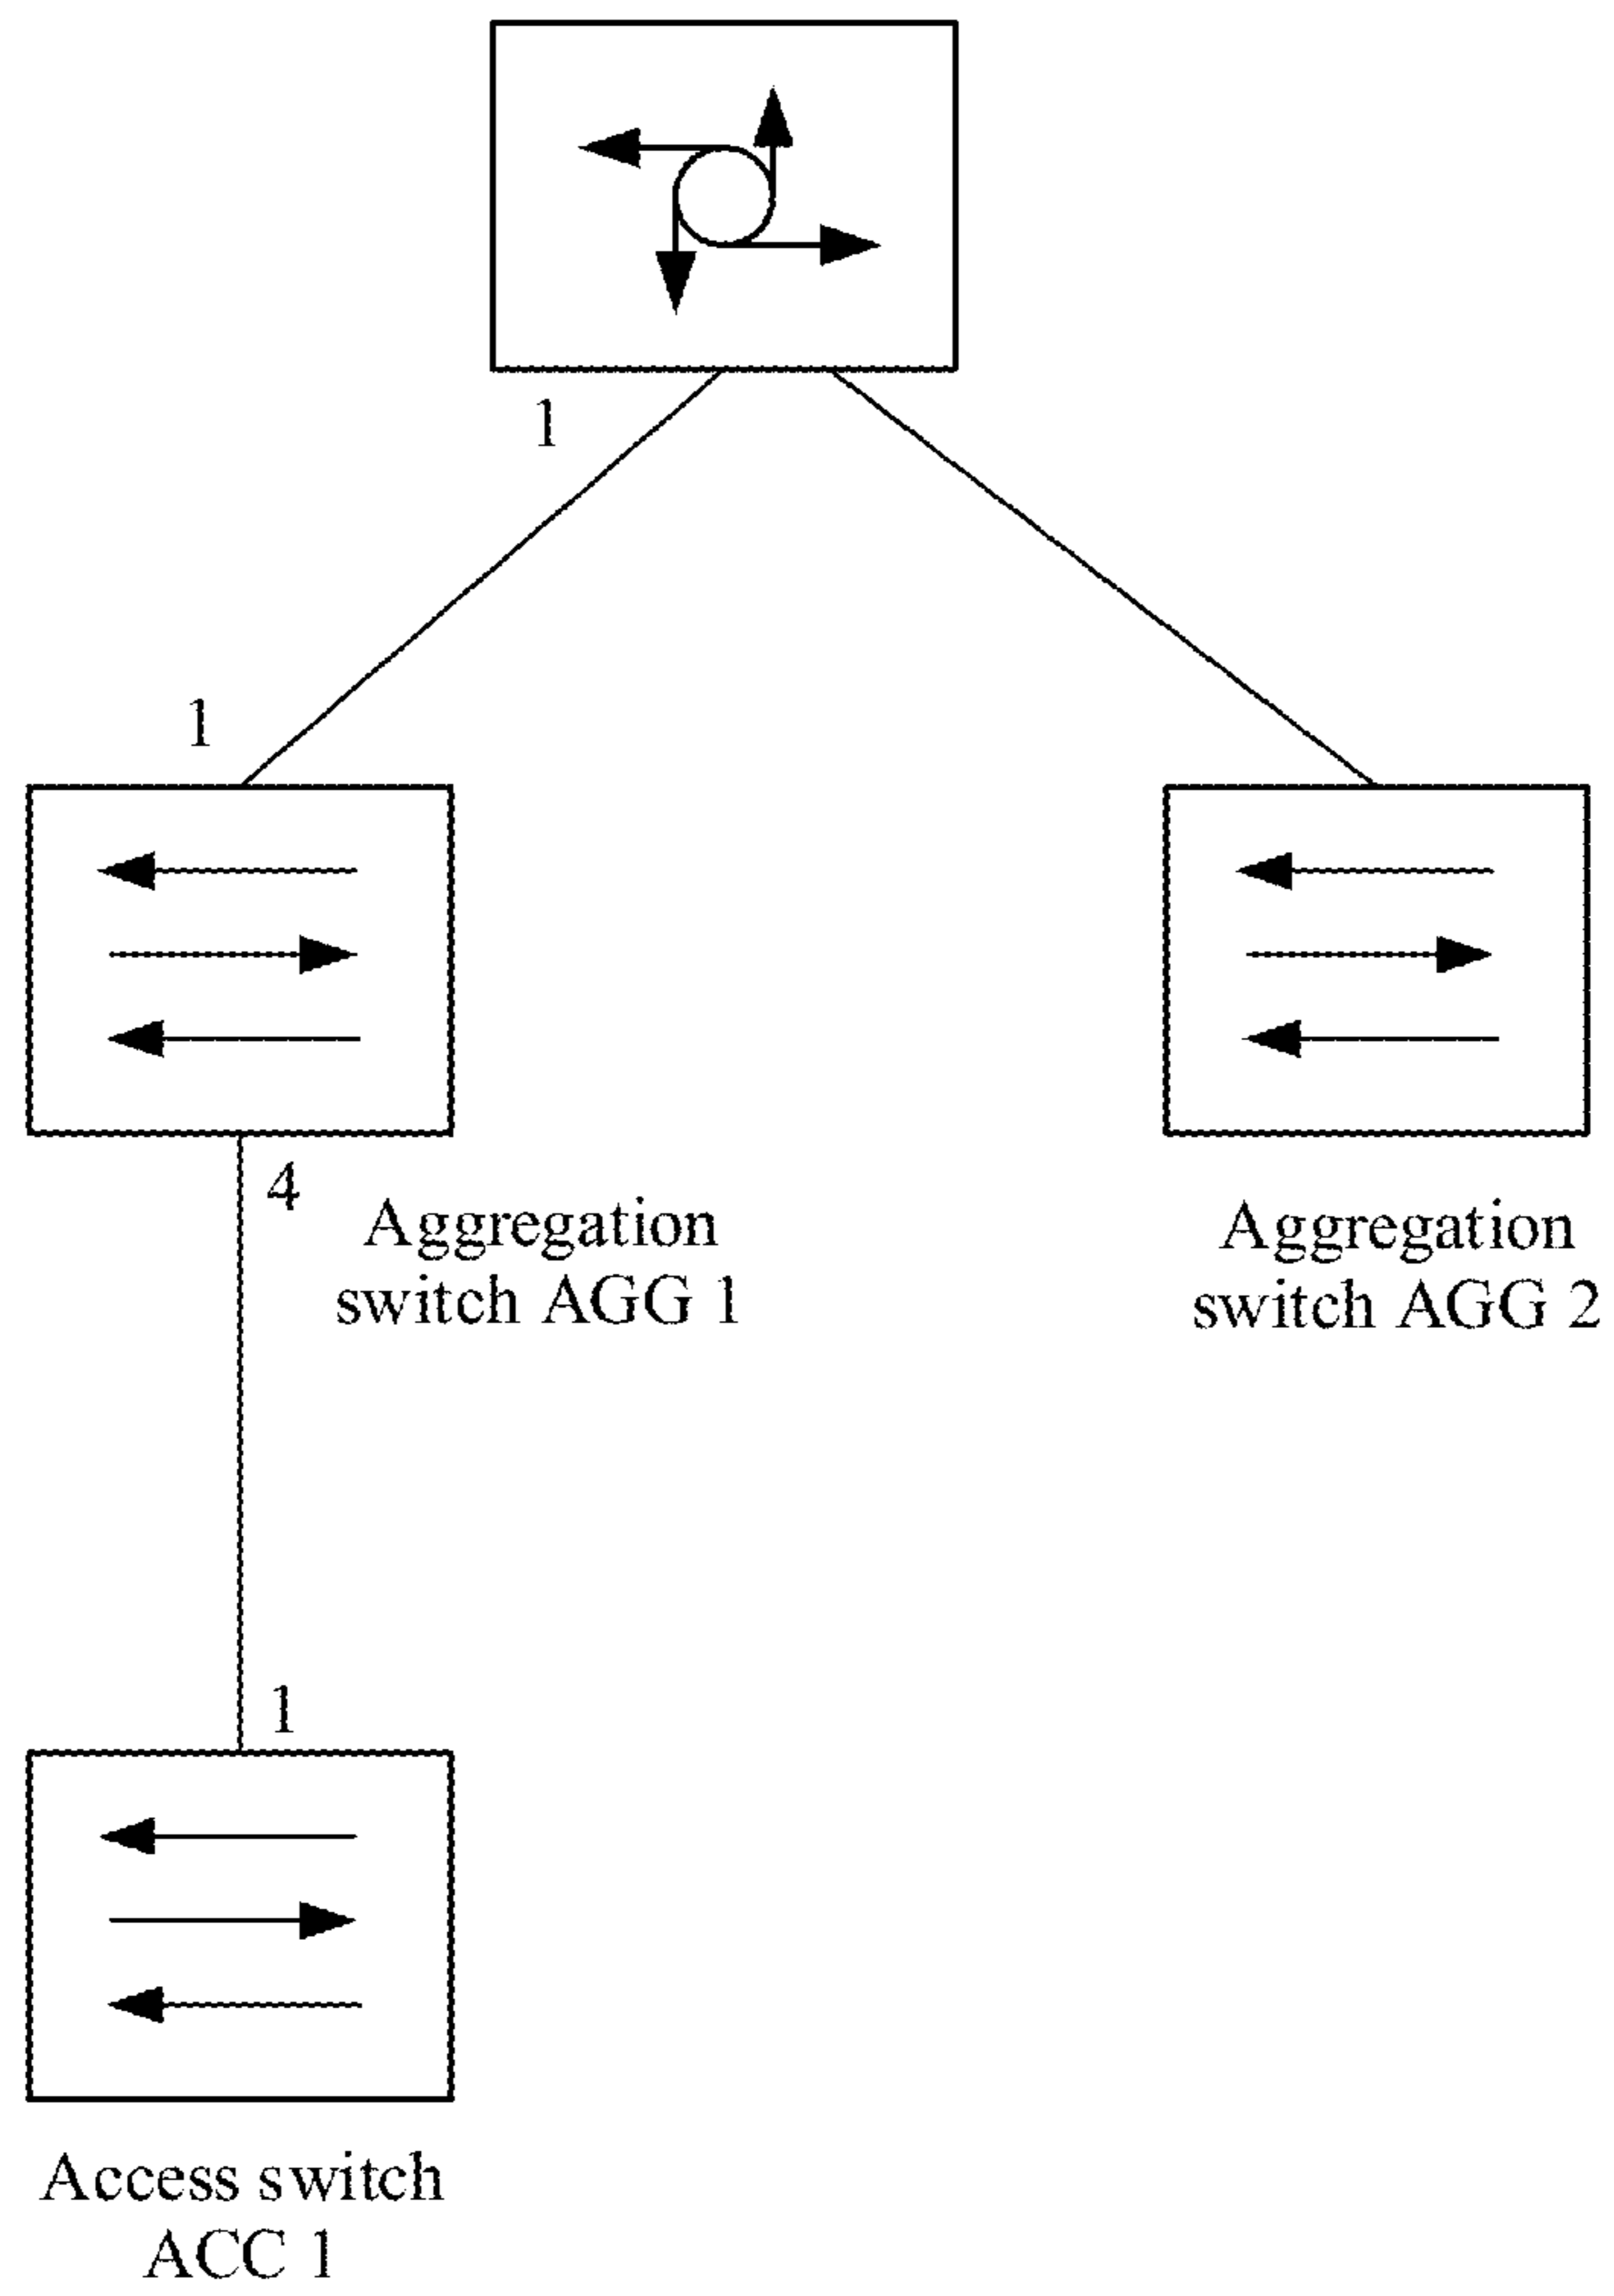 1
1
4
Aggregation
switch AGG 1
Aggregation
switch AGG 2
1
Access switch
ACC 1